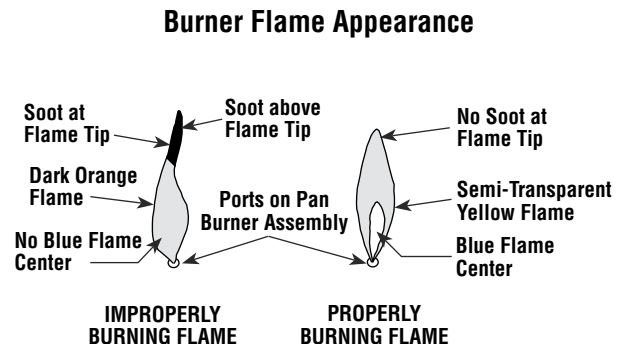 Burner Flame Appearance
Soot at
Flame Tip
Soot above
Flame Tip
No Soot at
Flame Tip
Dark Orange
Flame
Ports on Pan
Burner Assembly
Semi-Transparent
Yellow Flame
No Blue Flame
Center
Blue Flame
Center
IMPROPERLY
BURNING FLAME
PROPERLY
BURNING FLAME